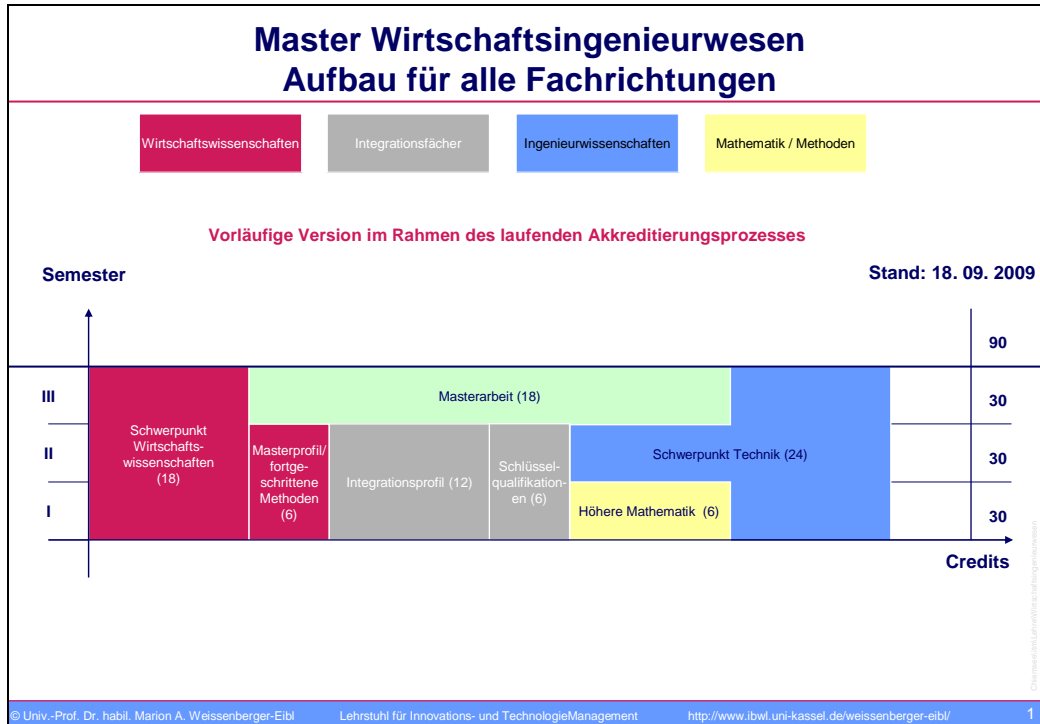 Master Wirtschaftsingenieurwesen
Aufbau für alle Fachrichtungen
Wirtschaftswissenschaften
Integrationsfächer
Ingenieurwissenschaften
Mathematik / Methoden
Vorläufige Version im Rahmen des laufenden Akkreditierungsprozesses
Semester
Stand: 18. 09. 2009
90
III
Masterarbeit (18)
30
Schwerpunkt
Wirtschafts-
wissenschaften
(18)
II
Masterprofil/
fortge-
schrittene
Methoden
(6)
Integrationsprofil (12)
Schlüssel-
qualifikation-
en (6)
Schwerpunkt Technik (24)
30
I
Höhere Mathematik (6)
30
Credits
© Univ.-Prof. Dr. habil. Marion A. Weissenberger-Eibl
Lehrstuhl für Innovations- und TechnologieManagement
http://www.ibwl.uni-kassel.de/weissenberger-eibl/
1